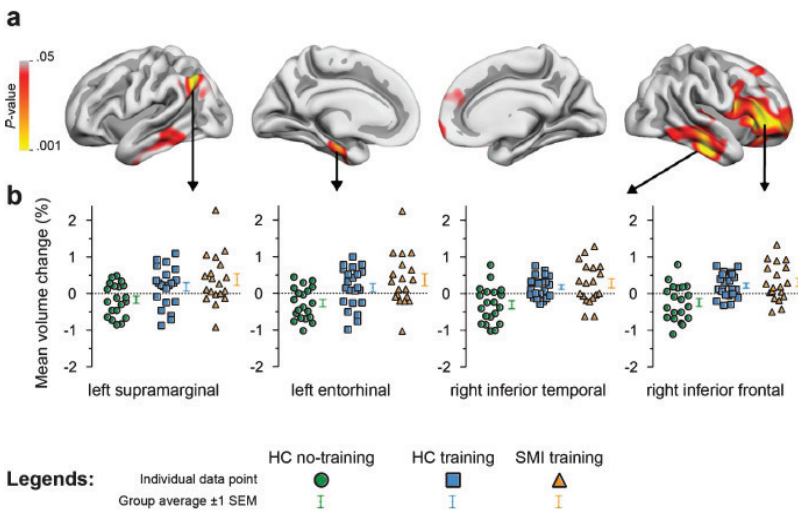 a
.05
P-value
.001
b
Mean volume change (%)
2
1
0
-1
-2
2
1
0
-1
-2
2
1
0
-1
-2
2
1
0
-1
-2
left supramarginal
left entorhinal
right inferior temporal
right inferior frontal
HC no-training
HC training
SMI training
Legends:
Individual data point
Group average ±1 SEM